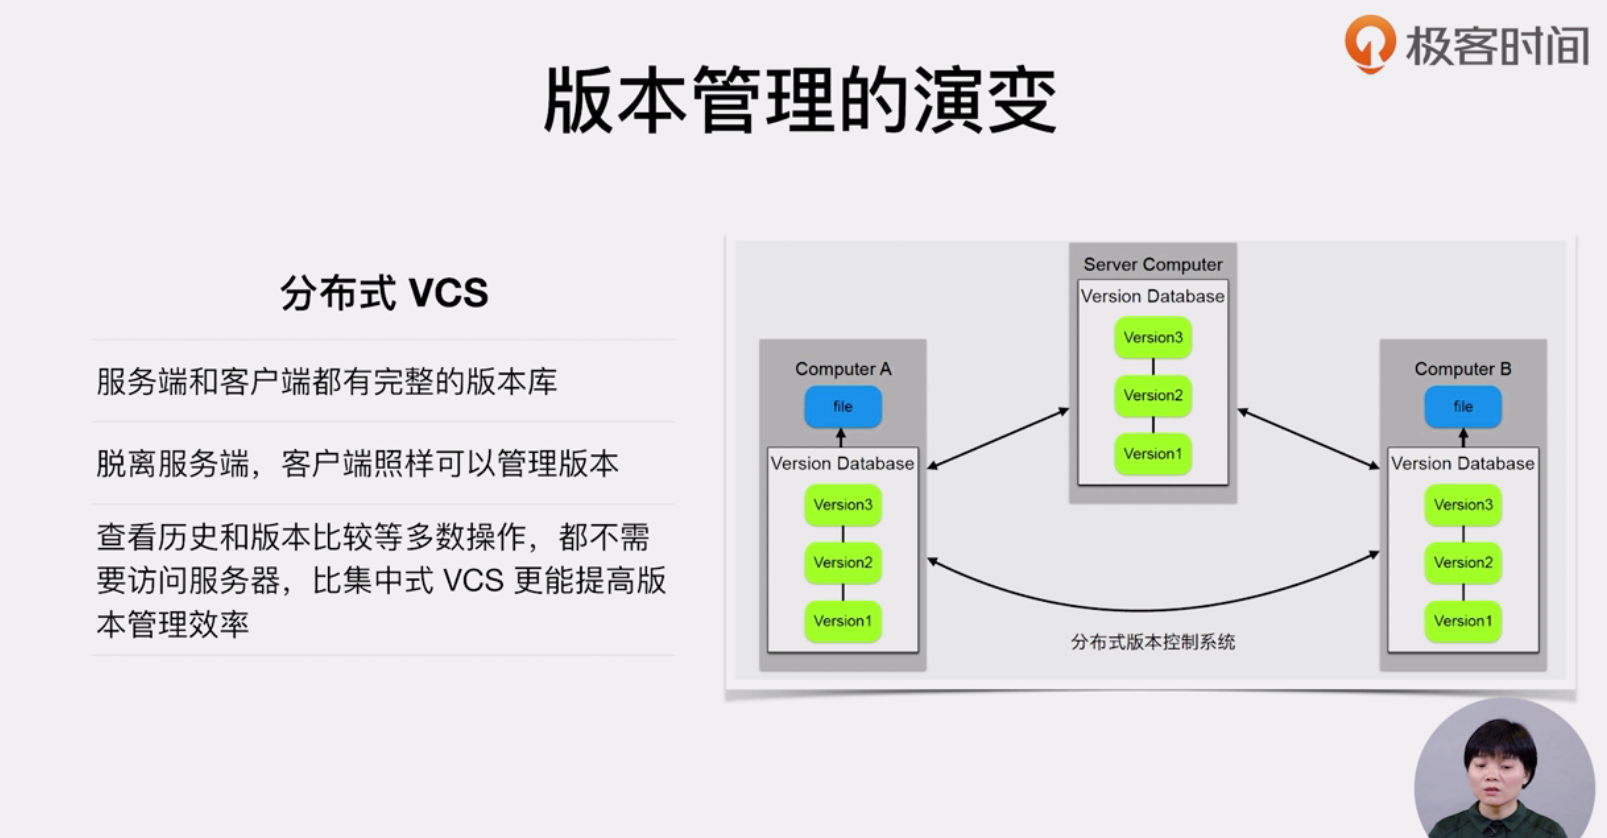 极客时间
版本管理的演变
分布式 VCS
服务端和客户端都有完整的版本库
脱离服务端，客户端照样可以管理版本
查看历史和版本比较等多数操作，都不需
要访问服务器，比集中式 VCS 更能提高版
本管理效率
Server Computer
Version Database
Version3
Version2
Version1
Computer A
file
Version Database
Version3
Version2
Version1
Computer B
file
Version Database
Version3
Version2
Version1
分布式版本控制系统